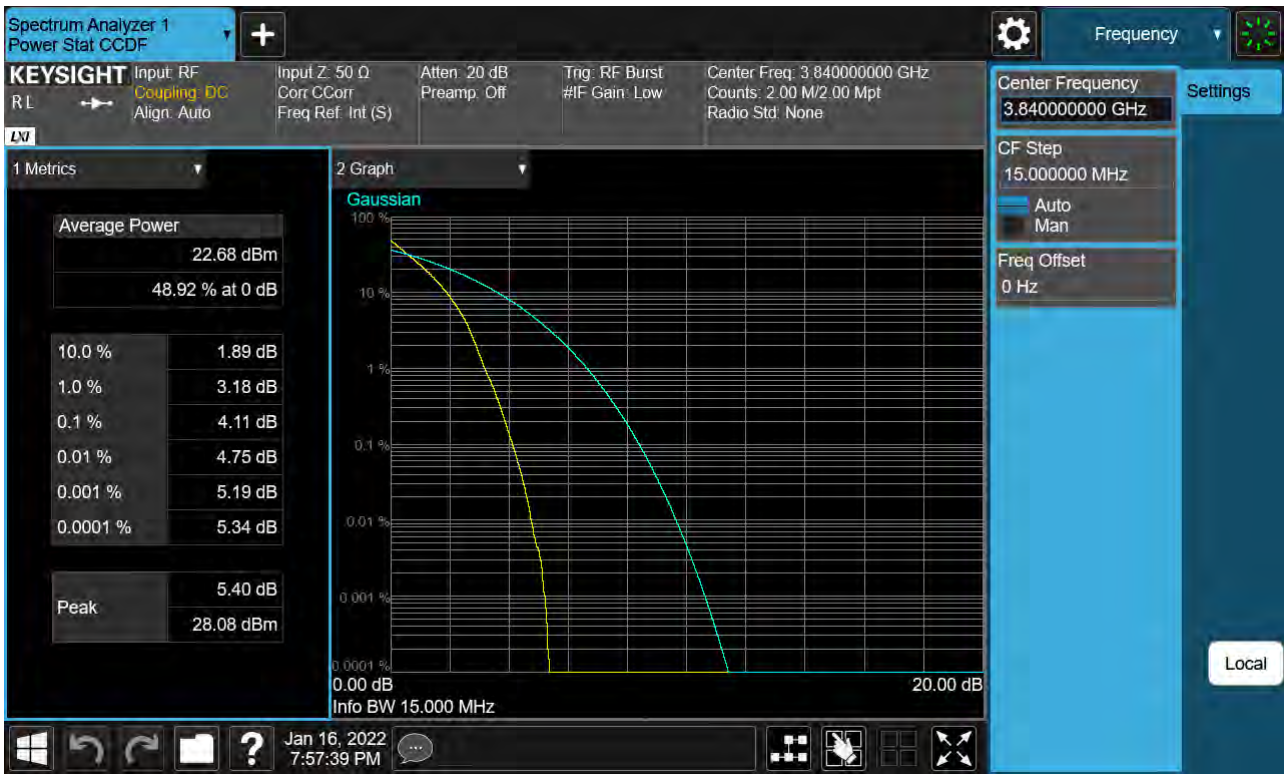 Spectrum Analyzer 1
Power Stat CCDF
+
Frequency
KEYSIGHT
RL
LXI
Input: RF
Coupling: DC
Align: Auto
Input Z: 50 Ω
Corr CCorr
Freq Ref: Int (S)
Atten: 20 dB
Preamp: Off
Trig: RF Burst
#IF Gain: Low
Center Freq: 3.840000000 GHz
Counts: 2.00 M/2.00 Mpt
Radio Std: None
1 Metrics
Average Power
22.68 dBm
48.92 % at 0 dB
10.0 % 1.89 dB
1.0 % 3.18 dB
0.1 % 4.11 dB
0.01 % 4.75 dB
0.001 % 5.19 dB
0.0001 % 5.34 dB
Peak
5.40 dB
28.08 dBm
2 Graph
Gaussian
100 %
10 %
1 %
0.1 %
0.01 %
0.001 %
0.0001 %
0.00 dB 20.00 dB
Info BW 15.000 MHz
Center Frequency
3.840000000 GHz
Settings
CF Step
15.000000 MHz
Auto
Man
Freq Offset
0 Hz
Local
?
Jan 16, 2022
7:57:39 PM